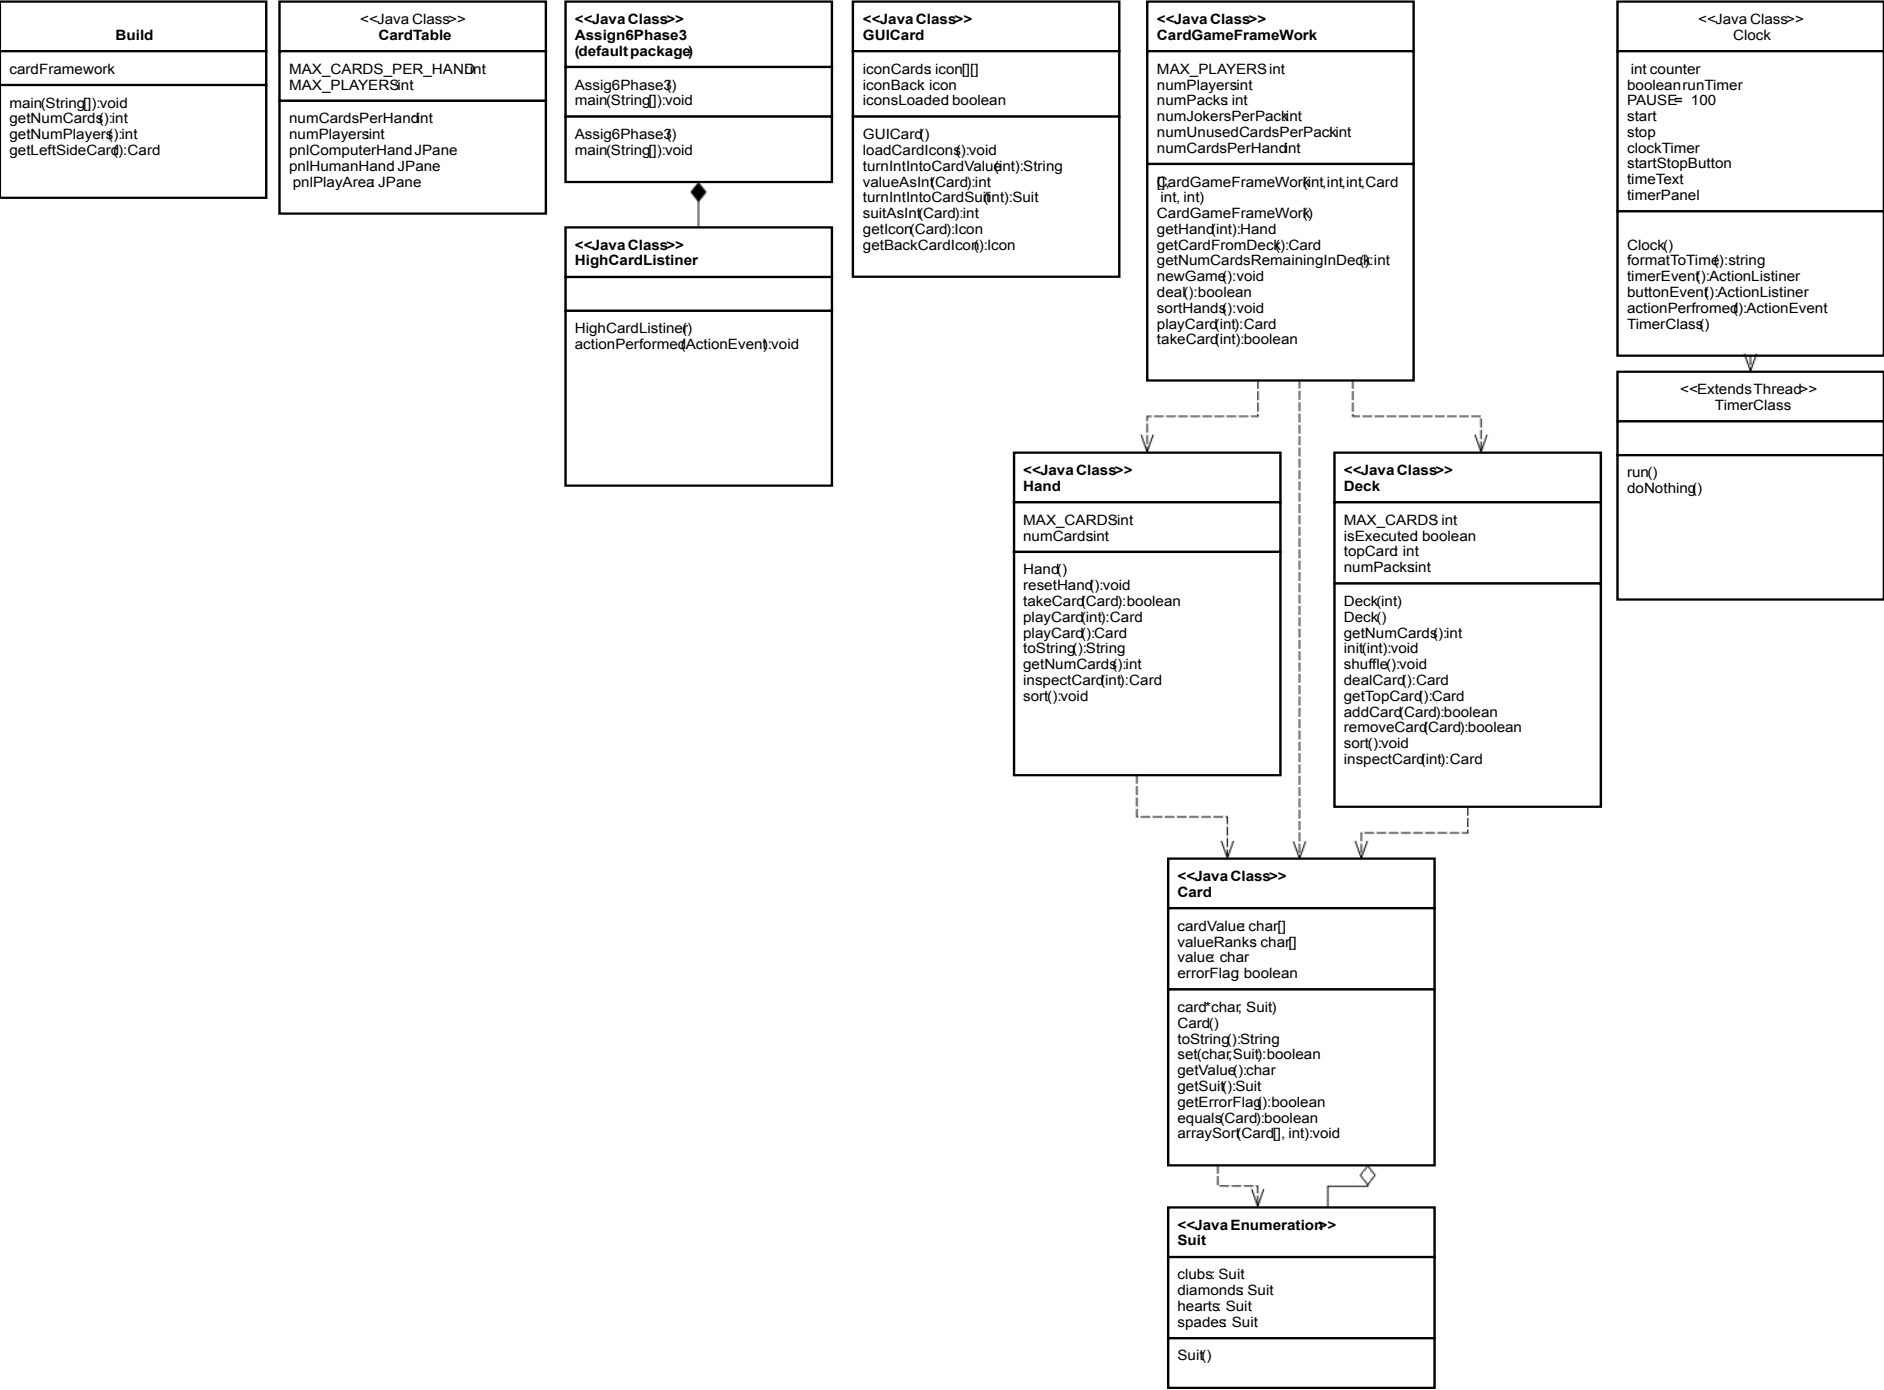 Build
cardFramework
main(String[]):void
getNumCards():int
getNumPlayers():int
getLeftSideCard():Card
<<Java Class>>
CardTable
MAX_CARDS_PER_HAND:int
MAX_PLAYERS:int
numCardsPerHand:int
numPlayers:int
pnlComputerHand: JPane
pnlHumanHand: JPane
pnlPlayArea: JPane
<<Java Class>>
Assign6Phase3
(default package)
Assig6Phase3()
main(String[]):void
Assig6Phase3()
main(String[]):void
<<Java Class>>
HighCardListiner
HighCardListiner()
actionPerformed(ActionEvent):void
<<Java Class>>
GUICard
iconCards: icon[][]
iconBack: icon
iconsLoaded: boolean
GUICard()
loadCardIcons():void
turnIntIntoCardValue(int):String
valueAsInt(Card):int
turnIntIntoCardSuit(int):Suit
suitAsInt(Card):int
getIcon(Card):Icon
getBackCardIcon():Icon
<<Java Class>>
CardGameFrameWork
MAX_PLAYERS: int
numPlayers:int
numPacks: int
numJokersPerPack:int
numUnusedCardsPerPack:int
numCardsPerHand:int
CardGameFrameWork(int,int,int, Card
[], int, int)
CardGameFrameWork()
getHand(int):Hand
getCardFromDeck():Card
getNumCardsRemainingInDeck():int
newGame():void
deal():boolean
sortHands():void
playCard(int):Card
takeCard(int):boolean
<<Java Class>>
Clock
int counter
boolean runTimer
PAUSE = 100
start
stop
clockTimer
startStopButton
timeText
timerPanel
Clock()
formatToTime():string
timerEvent():ActionListiner
buttonEvent():ActionListiner
actionPerfromed():ActionEvent
TimerClass()
<<Extends Thread>>
TimerClass
run()
doNothing()
<<Java Class>>
Hand
MAX_CARDS:int
numCards:int
Hand()
resetHand():void
takeCard(Card):boolean
playCard(int):Card
playCard():Card
toString():String
getNumCards():int
inspectCard(int):Card
sort():void
<<Java Class>>
Deck
MAX_CARDS: int
isExecuted: boolean
topCard: int
numPacks:int
Deck(int)
Deck()
getNumCards():int
init(int):void
shuffle():void
dealCard():Card
getTopCard():Card
addCard(Card):boolean
removeCard(Card):boolean
sort():void
inspectCard(int):Card
<<Java Class>>
Card
cardValue: char[]
valueRanks: char[]
value: char
errorFlag: boolean
card*char, Suit)
Card()
toString():String
set(char,Suit):boolean
getValue():char
getSuit():Suit
getErrorFlag():boolean
equals(Card):boolean
arraySort(Card[], int):void
<<Java Enumeration>>
Suit
clubs: Suit
diamonds: Suit
hearts: Suit
spades: Suit
Suit()